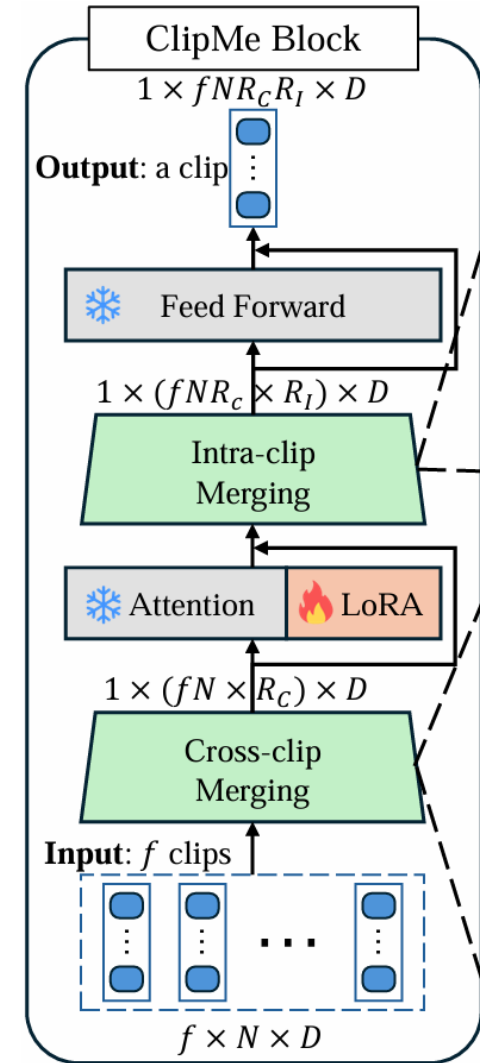 ClipMe Block
1 × fNR_CR_I × D
Output: a clip
Feed Forward
1 × (fNR_c × R_I) × D
Intra-clip
Merging
Attention
LoRA
1 × (fN × R_C) × D
Cross-clip
Merging
Input: f clips
f × N × D